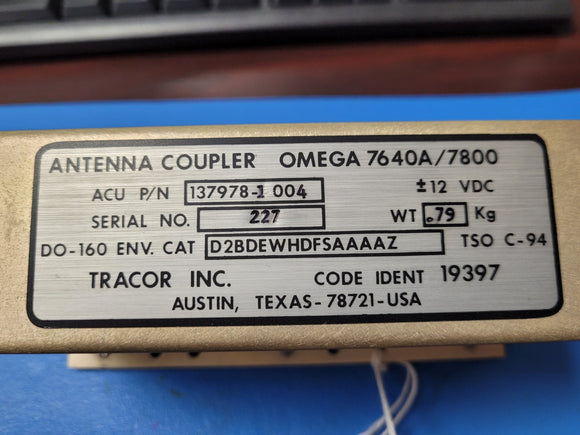 ANTENNA COUPLER OMEGA 7640A/7800
ACU P/N 137978-1 004 ±12 VDC
SERIAL NO. 227 WT .79 Kg
DO-160 ENV. CAT D2BDEWHDFSAAAAZ TSO C-94
TRACOR INC. CODE IDENT 19397
AUSTIN, TEXAS-78721-USA